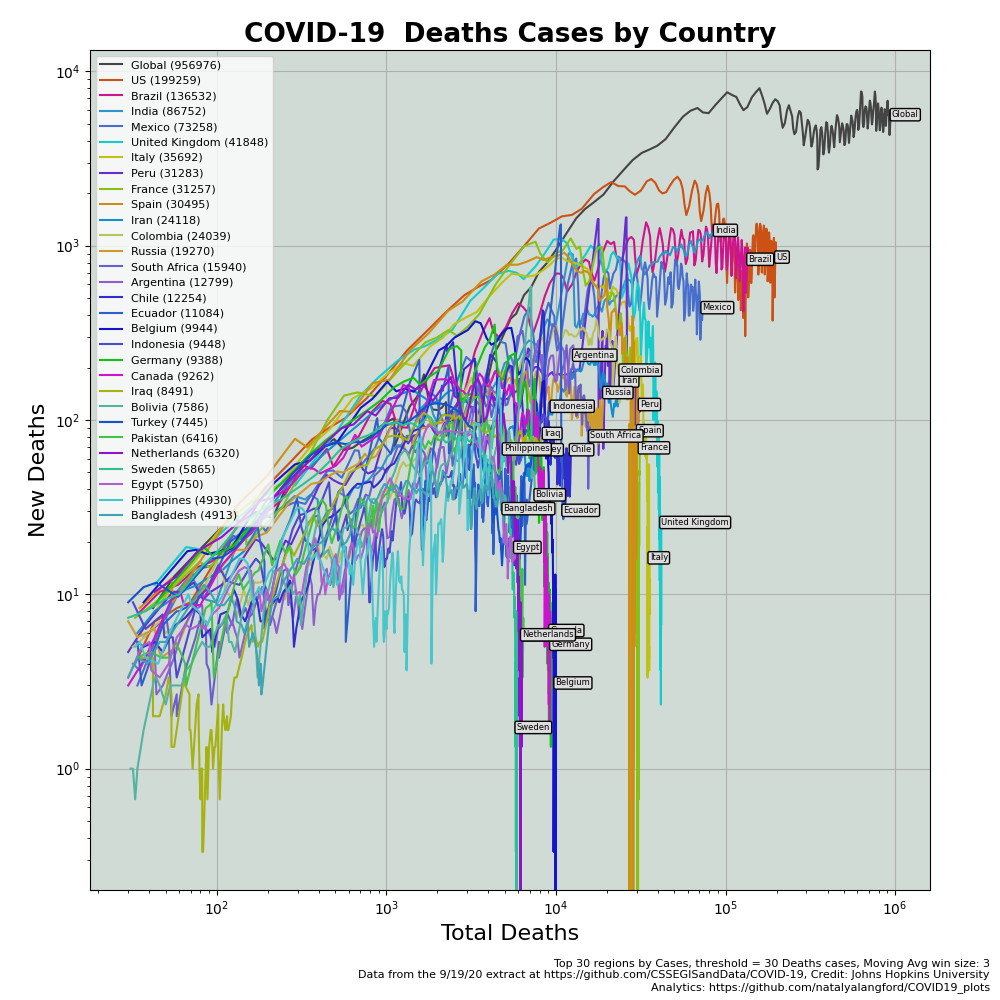 COVID-19  Deaths Cases by Country
Global (956976)
US (199259)
Brazil (136532)
India (86752)
Mexico (73258)
United Kingdom (41848)
Italy (35692)
Peru (31283)
France (31257)
Spain (30495)
Iran (24118)
Colombia (24039)
Russia (19270)
South Africa (15940)
Argentina (12799)
Chile (12254)
Ecuador (11084)
Belgium (9944)
Indonesia (9448)
Germany (9388)
Canada (9262)
Iraq (8491)
Bolivia (7586)
Turkey (7445)
Pakistan (6416)
Netherlands (6320)
Sweden (5865)
Egypt (5750)
Philippines (4930)
Bangladesh (4913)
Global
India
Brazil
US
Mexico
Argentina
Colombia
Iran
Russia
Indonesia
Peru
Iraq
South Africa
Spain
Philippines
ey
Chile
France
Bolivia
Bangladesh
Ecuador
United Kingdom
Egypt
Italy
Netherlands
Germany
Belgium
Sweden
10⁴
10³
10²
10¹
10⁰
New Deaths
10²
10³
10⁴
10⁵
10⁶
Total Deaths
Top 30 regions by Cases, threshold = 30 Deaths cases, Moving Avg win size: 3
Data from the 9/19/20 extract at https://github.com/CSSEGISandData/COVID-19, Credit: Johns Hopkins University
Analytics: https://github.com/natalyalangford/COVID19_plots